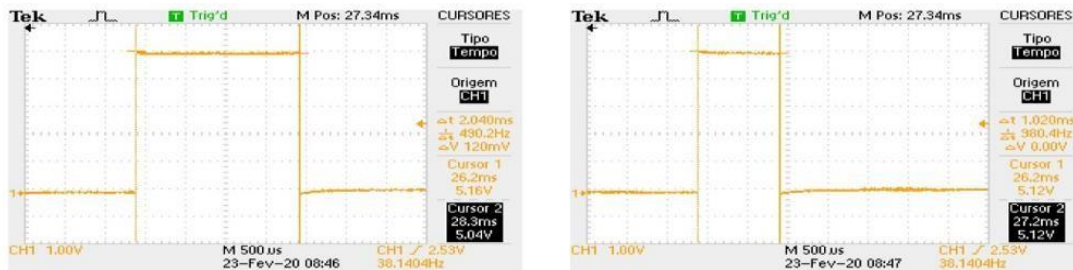 Tek Trig'd M Pos: 27.34ms CURSORES
Tipo
Tempo
Origem
CH1
Δt 2.040ms
1/Δt 490.2Hz
ΔV 120mV
Cursor 1
26.2ms
5.16V
Cursor 2
28.3ms
5.04V
1
CH1 1.00V M 500µs CH1 2.53V
23-Fev-20 08:46 38.1404Hz
Tek Trig'd M Pos: 27.34ms CURSORES
Tipo
Tempo
Origem
CH1
Δt 1.020ms
1/Δt 980.4Hz
ΔV 0.00V
Cursor 1
26.2ms
5.12V
Cursor 2
27.2ms
5.12V
1
CH1 1.00V M 500µs CH1 2.53V
23-Fev-20 08:47 38.1404Hz